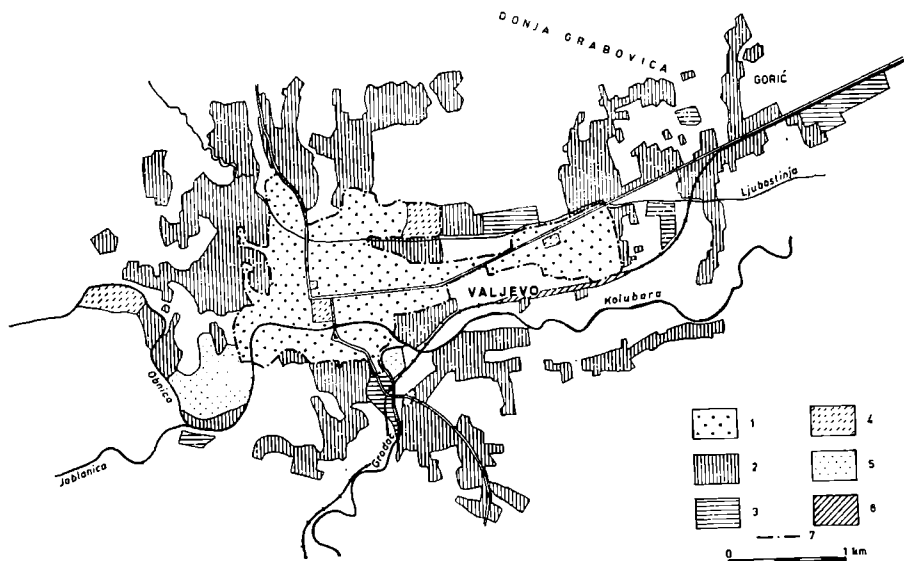 DONJA GRABOVICA
GORIĆ
Ljubostinja
VALJEVO
Kolubara
Obnica
Jablanica
Gradac
1
4
2
5
3
6
7
0
1 km